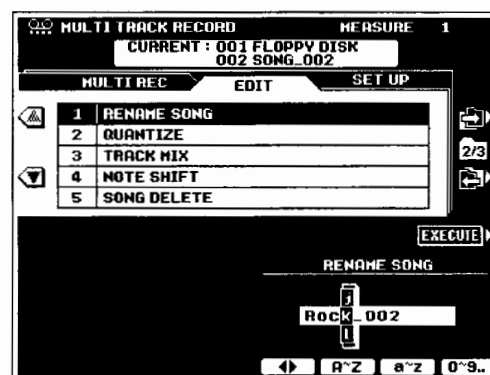 MULTI TRACK RECORD MEASURE 1
CURRENT : 001 FLOPPY DISK
002 SONG_002
MULTI REC EDIT SET UP
1 RENAME SONG
2 QUANTIZE
3 TRACK MIX
2/3
4 NOTE SHIFT
5 SONG DELETE
EXECUTE
RENAME SONG
j
Rock_002
l
A~Z a~z 0~9..